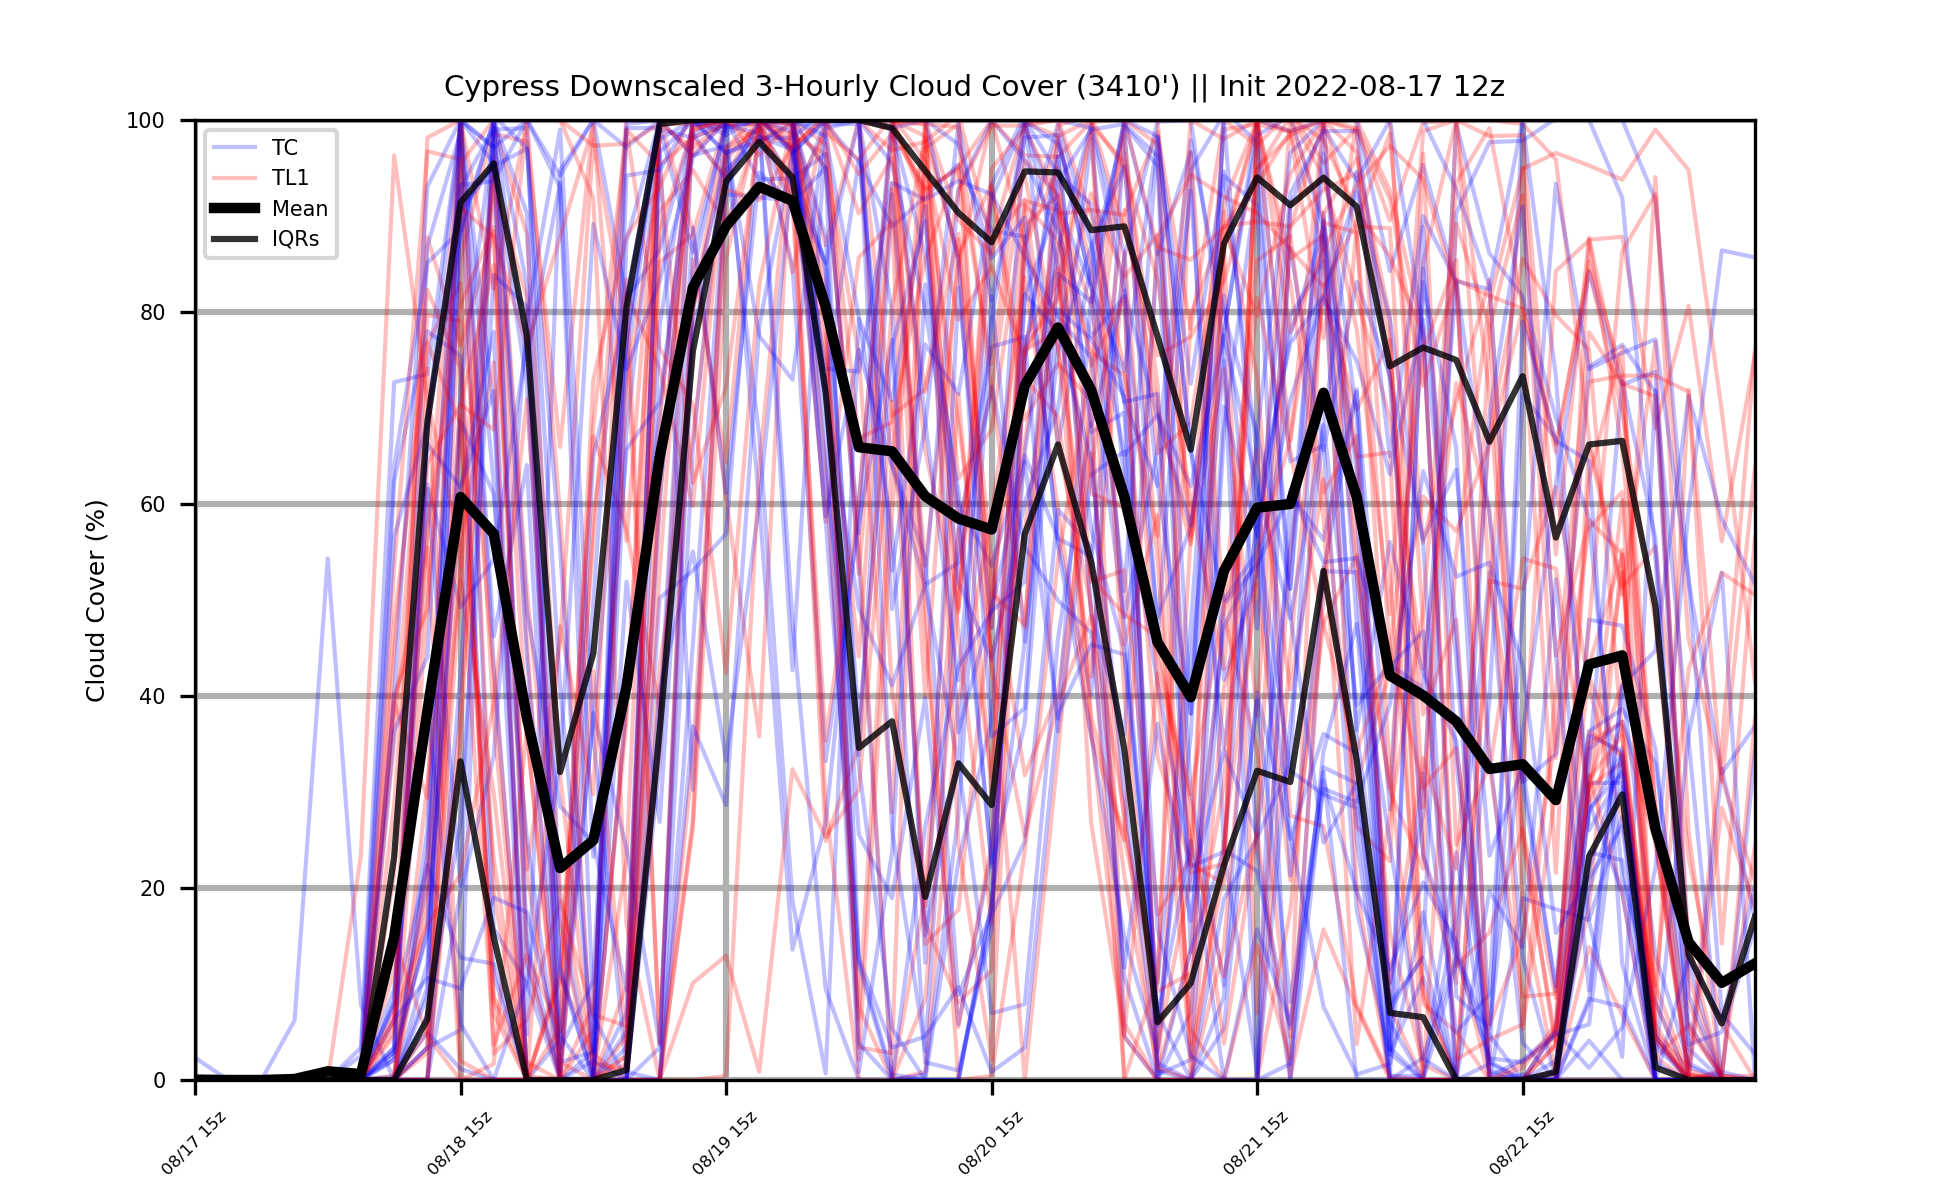 Cypress Downscaled 3-Hourly Cloud Cover (3410') || Init 2022-08-17 12z
100
80
60
40
20
0
Cloud Cover (%)
TC
TL1
Mean
IQRs
08/17 15z
08/18 15z
08/19 15z
08/20 15z
08/21 15z
08/22 15z